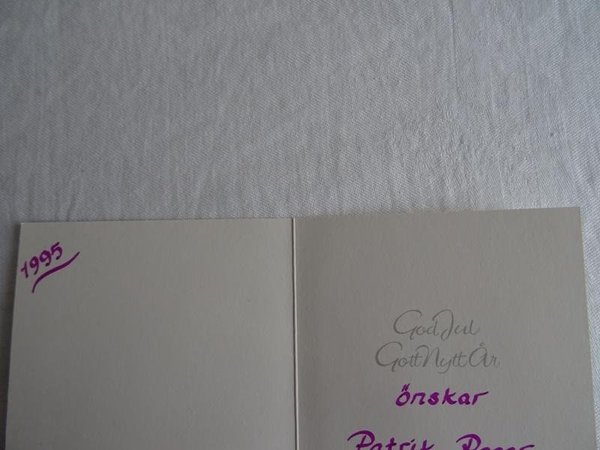 1995
God Jul
Gott Nytt År
önskar
Patrik